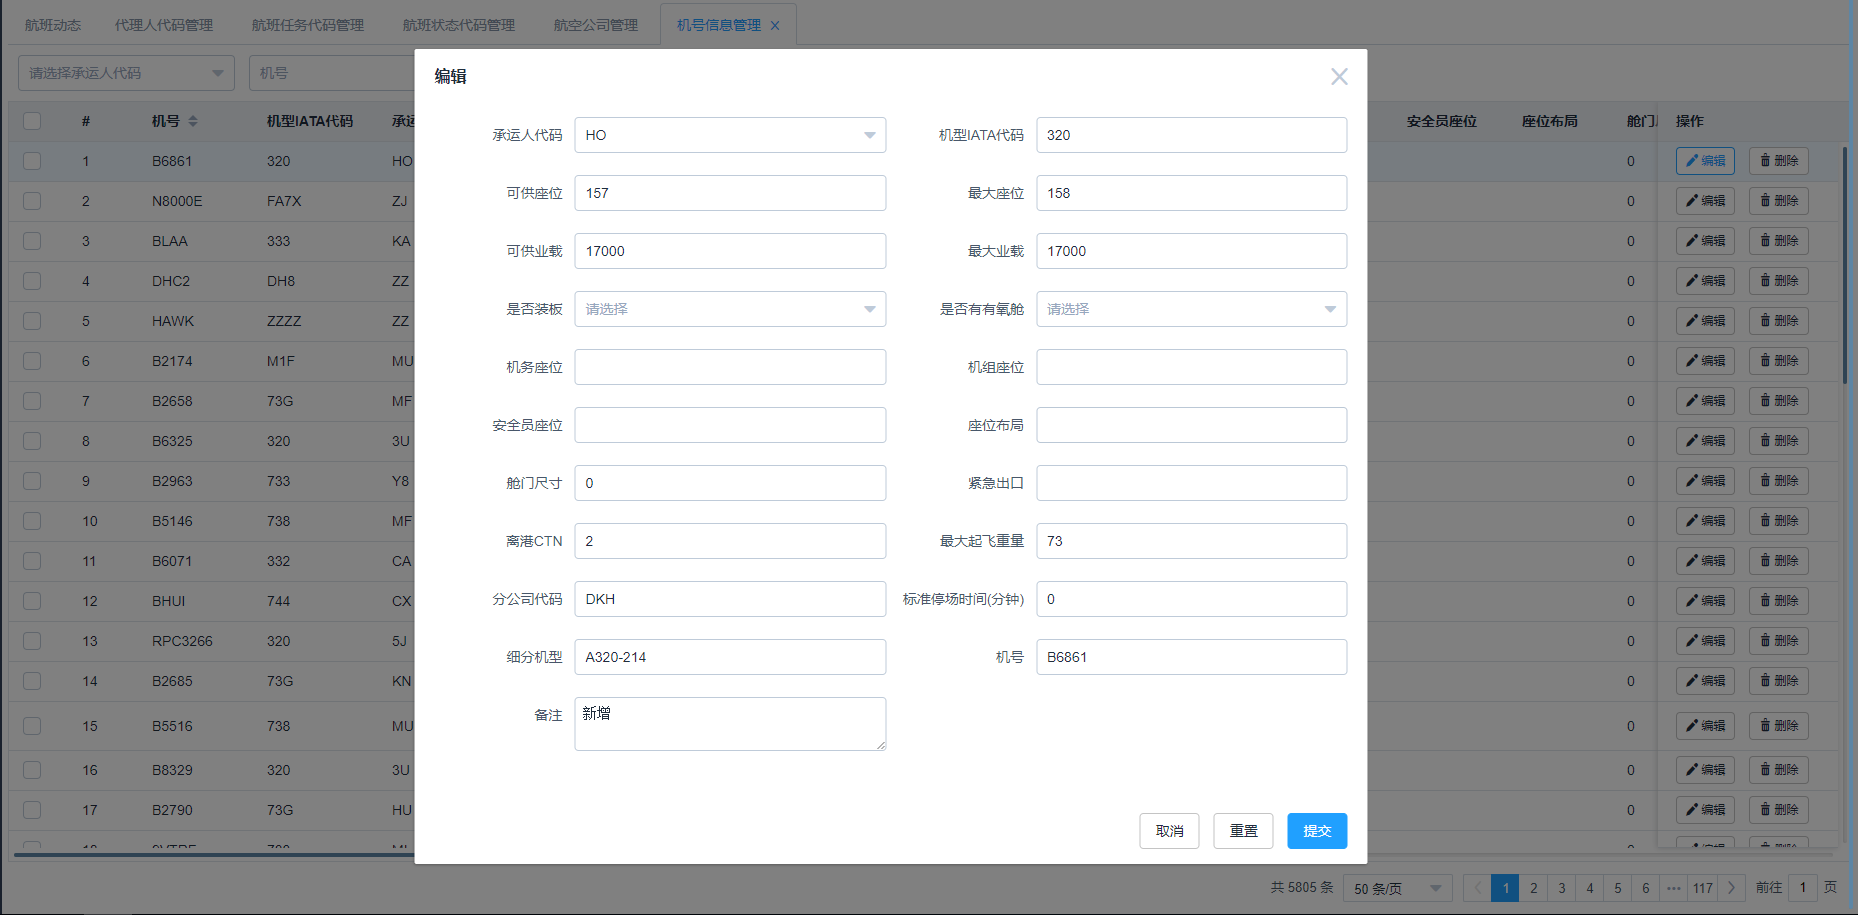 航班动态 代理人代码管理 航班任务代码管理 航班状态代码管理 航空公司管理 机号信息管理
请选择承运人代码 机号
编辑
# 机号 机型IATA代码 承运 安全员座位 座位布局 舱门 操作
1 B6861 320 HO 0 编辑 删除
2 N8000E FA7X ZJ 0 编辑 删除
3 BLAA 333 KA 0 编辑 删除
4 DHC2 DH8 ZZ 0 编辑 删除
5 HAWK ZZZZ ZZ 0 编辑 删除
6 B2174 M1F MU 0 编辑 删除
7 B2658 73G MF 0 编辑 删除
8 B6325 320 3U 0 编辑 删除
9 B2963 733 Y8 0 编辑 删除
10 B5146 738 MF 0 编辑 删除
11 B6071 332 CA 0 编辑 删除
12 BHUI 744 CX 0 编辑 删除
13 RPC3266 320 5J 0 编辑 删除
14 B2685 73G KN 0 编辑 删除
15 B5516 738 MU 0 编辑 删除
16 B8329 320 3U 0 编辑 删除
17 B2790 73G HU 0 编辑 删除
承运人代码 HO 机型IATA代码 320
可供座位 157 最大座位 158
可供业载 17000 最大业载 17000
是否装板 请选择 是否有有氧舱 请选择
机务座位 机组座位
安全员座位 座位布局
舱门尺寸 0 紧急出口
离港CTN 2 最大起飞重量 73
分公司代码 DKH 标准停场时间(分钟) 0
细分机型 A320-214 机号 B6861
备注 新增
取消 重置 提交
共 5805 条 50 条/页 1 2 3 4 5 6 ••• 117 前往 1 页